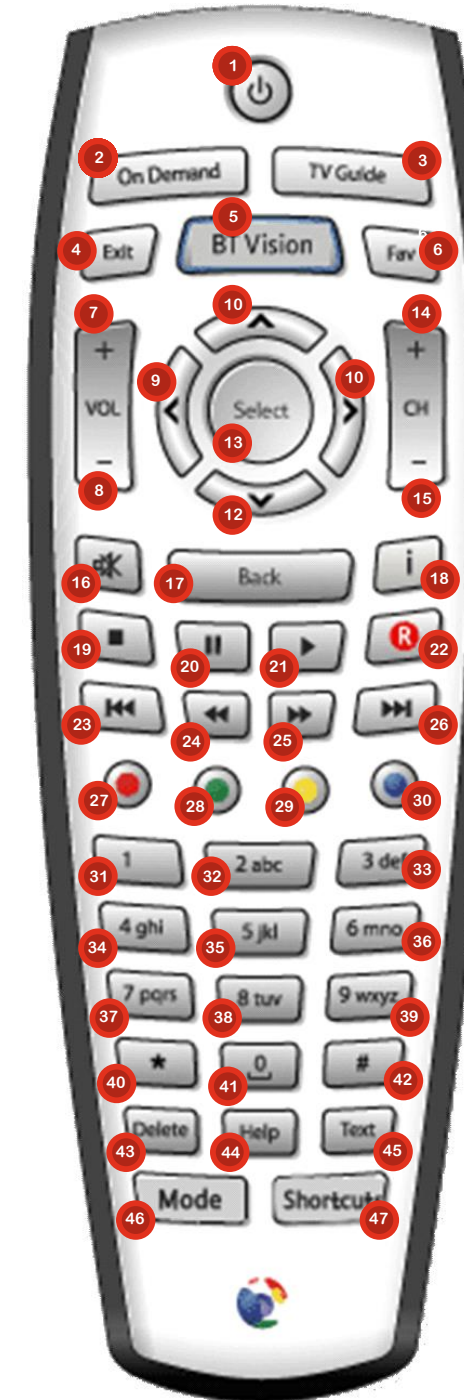 1
2 On Demand TV Guide 3
5
4 Exit BT Vision Fav 6
7 10 14
+ +
9 10
VOL Select CH
13
- -
8 12 15
16 17 Back i 18
19 20 21 R 22
23 24 25 26
27 28 29 30
1 2 abc 3 def
31 32 33
4 ghi 5 jkl 6 mno
34 35 36
7 pqrs 8 tuv 9 wxyz
37 38 39
* 0 #
40 41 42
Delete Help Text
43 44 45
Mode Shortcuts
46 47